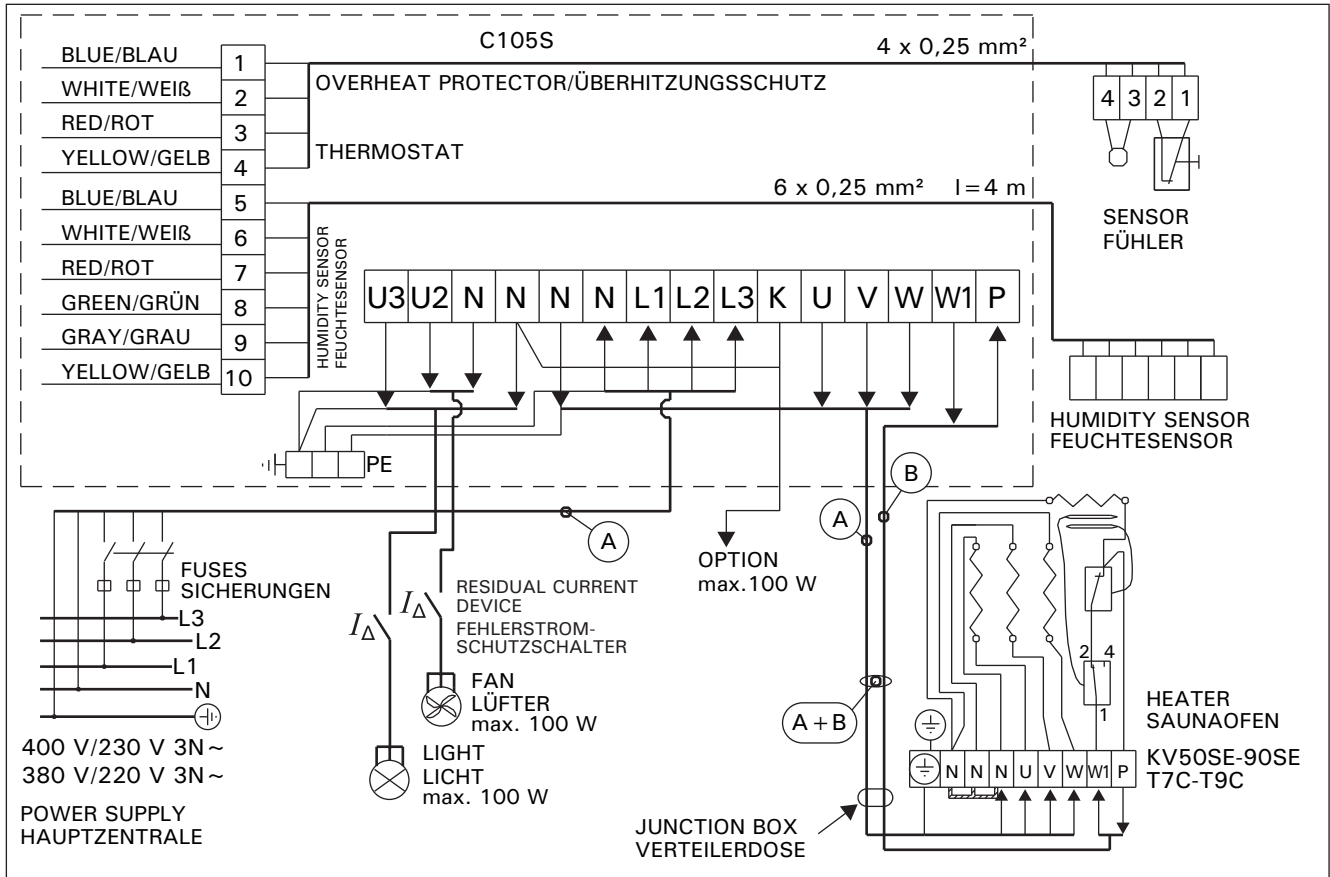 C105S
4 x 0,25 mm²
BLUE/BLAU 1
WHITE/WEIß 2
RED/ROT 3
YELLOW/GELB 4
BLUE/BLAU 5
WHITE/WEIß 6
RED/ROT 7
GREEN/GRÜN 8
GRAY/GRAU 9
YELLOW/GELB 10
OVERHEAT PROTECTOR/ÜBERHITZUNGSSCHUTZ
THERMOSTAT
4 3 2 1
SENSOR
FÜHLER
6 x 0,25 mm² l=4 m
HUMIDITY SENSOR
FEUCHTESENSOR
U3 U2 N N N N L1 L2 L3 K U V W W1 P
HUMIDITY SENSOR
FEUCHTESENSOR
PE
A
B
A
A+B
FUSES
SICHERUNGEN
L3
L2
L1
N
400 V/230 V 3N~
380 V/220 V 3N~
POWER SUPPLY
HAUPTZENTRALE
IΔ
IΔ
RESIDUAL CURRENT
DEVICE
FEHLERSTROM-
SCHUTZSCHALTER
FAN
LÜFTER
max. 100 W
LIGHT
LICHT
max. 100 W
OPTION
max.100 W
JUNCTION BOX
VERTEILERDOSE
2 4
1
N N N U V W W1 P
HEATER
SAUNAOFEN
KV50SE-90SE
T7C-T9C